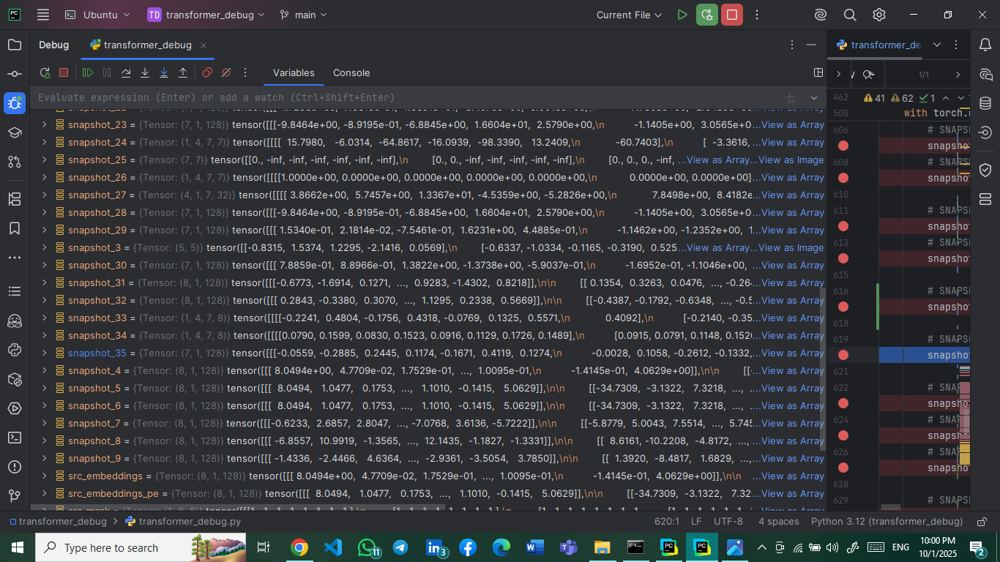 Ubuntu
TD transformer_debug
main
Current File
Debug
transformer_debug
transformer_de
Variables
Console
1/1
Evaluate expression (Enter) or add a watch (Ctrl+Shift+Enter)
462
41 62 1
500
with torch.
snapshot_23 = {Tensor: (7, 1, 128)} tensor([[[-9.8464e+00, -8.9195e-01, -6.8845e+00, 1.6604e+01, 2.5790e+00,\n -1.1405e+00, 3.0565e+0...View as Array
snapshot_24 = {Tensor: (1, 4, 7, 7)} tensor([[[[ 15.7980, -6.0314, -64.8617, -16.0939, -98.3390, 13.2409,\n -60.7403],\n [ -3.3616,...View as Array
snapshot_25 = {Tensor: (7, 7)} tensor([[0., -inf, -inf, -inf, -inf, -inf, -inf],\n [0., 0., -inf, -inf, -inf, -inf, -inf],\n [0., 0., 0., -inf, ...View as Array...View as Image
snapshot_26 = {Tensor: (1, 4, 7, 7)} tensor([[[[1.0000e+00, 0.0000e+00, 0.0000e+00, 0.0000e+00, 0.0000e+00,\n 0.0000e+00, 0.0000e+00]...View as Array
snapshot_27 = {Tensor: (4, 1, 7, 32)} tensor([[[[ 3.8662e+00, 5.7457e+00, 1.3367e+01, -4.5359e+00, -5.2826e+00,\n 7.8498e+00, 8.4182e...View as Array
snapshot_28 = {Tensor: (7, 1, 128)} tensor([[[-9.8464e+00, -8.9195e-01, -6.8845e+00, 1.6604e+01, 2.5790e+00,\n -1.1405e+00, 3.0565e+0...View as Array
snapshot_29 = {Tensor: (7, 1, 128)} tensor([[[ 1.5340e-01, 2.1814e-02, -7.5461e-01, 1.6231e+00, 4.4885e-01,\n -1.1462e+00, -1.2352e+00, 1...View as Array
snapshot_3 = {Tensor: (5, 5)} tensor([[-0.8315, 1.5374, 1.2295, -2.1416, 0.0569],\n [-0.6337, -1.0334, -0.1165, -0.3190, 0.525...View as Array...View as Image
snapshot_30 = {Tensor: (7, 1, 128)} tensor([[[ 7.8859e-01, 8.8966e-01, 1.3822e+00, -1.3738e+00, -5.9037e-01,\n -1.6952e-01, -1.1046e+00, ...View as Array
snapshot_31 = {Tensor: (8, 1, 128)} tensor([[[-0.6773, -1.6914, 0.1271, ..., 0.9283, -1.4302, 0.8218]],\n\n [[ 0.1354, 0.3263, 0.0476, ..., -0.26...View as Array
snapshot_32 = {Tensor: (8, 1, 128)} tensor([[[ 0.2843, -0.3380, 0.3070, ..., 1.1295, 0.2338, 0.5669]],\n\n [[-0.4387, -0.1792, -0.6348, ..., -0.5...View as Array
snapshot_33 = {Tensor: (1, 4, 7, 8)} tensor([[[[-0.2241, 0.4804, -0.1756, 0.4318, -0.0769, 0.1325, 0.5571,\n 0.4092],\n [-0.2140, -0.35...View as Array
snapshot_34 = {Tensor: (1, 4, 7, 8)} tensor([[[[0.0790, 0.1599, 0.0830, 0.1523, 0.0916, 0.1129, 0.1726, 0.1489],\n [0.0915, 0.0791, 0.1148, 0.152...View as Array
snapshot_35 = {Tensor: (7, 1, 128)} tensor([[[-0.0559, -0.2885, 0.2445, 0.1174, -0.1671, 0.4119, 0.1274,\n -0.0028, 0.1058, -0.2612, -0.1332,...View as Array
snapshot_4 = {Tensor: (8, 1, 128)} tensor([[[ 8.0494e+00, 4.7709e-02, 1.7529e-01, ..., 1.0095e-01,\n -1.4145e-01, 4.0629e+00]],\n\n [[...View as Array
snapshot_5 = {Tensor: (8, 1, 128)} tensor([[[ 8.0494, 1.0477, 0.1753, ..., 1.1010, -0.1415, 5.0629]],\n\n [[-34.7309, -3.1322, 7.3218, ..., ...View as Array
snapshot_6 = {Tensor: (8, 1, 128)} tensor([[[ 8.0494, 1.0477, 0.1753, ..., 1.1010, -0.1415, 5.0629]],\n\n [[-34.7309, -3.1322, 7.3218, ..., ...View as Array
snapshot_7 = {Tensor: (8, 1, 128)} tensor([[[-0.6233, 2.6857, 2.8047, ..., -7.0768, 3.6136, -5.7222]],\n\n [[-5.8779, 5.0043, 7.5514, ..., 5.745...View as Array
snapshot_8 = {Tensor: (8, 1, 128)} tensor([[[ -6.8557, 10.9919, -1.3565, ..., 12.1435, -1.1827, -1.3331]],\n\n [[ 8.6161, -10.2208, -4.8172, ...,...View as Array
snapshot_9 = {Tensor: (8, 1, 128)} tensor([[[ -1.4336, -2.4466, 4.6364, ..., -2.9361, -3.5054, 3.7850]],\n\n [[ 1.3920, -8.4817, 1.6829, ...,...View as Array
src_embeddings = {Tensor: (8, 1, 128)} tensor([[[ 8.0494e+00, 4.7709e-02, 1.7529e-01, ..., 1.0095e-01,\n -1.4145e-01, 4.0629e+00]],\n\n ...View as Array
src_embeddings_pe = {Tensor: (8, 1, 128)} tensor([[[ 8.0494, 1.0477, 0.1753, ..., 1.1010, -0.1415, 5.0629]],\n\n [[-34.7309, -3.1322, 7.32...View as Array
606 # SNAPS
snapshot
608 # SNAPS
snapshot
610
611 # SNAPS
snapshot
613 # SNAPS
snapshot
615
616 # SNAPS
snapshot
618
619 # SNAPS
snapshot
621
622 # SNAP
snapshot
624 # SNAP
snapshot
626 # SNAP
snapshot
628
629 # SNAPS
transformer_debug
transformer_debug.py
620:1 LF UTF-8 4 spaces Python 3.12 (transformer_debug)
Type here to search
11
3
ENG
10:00 PM
10/1/2025
2